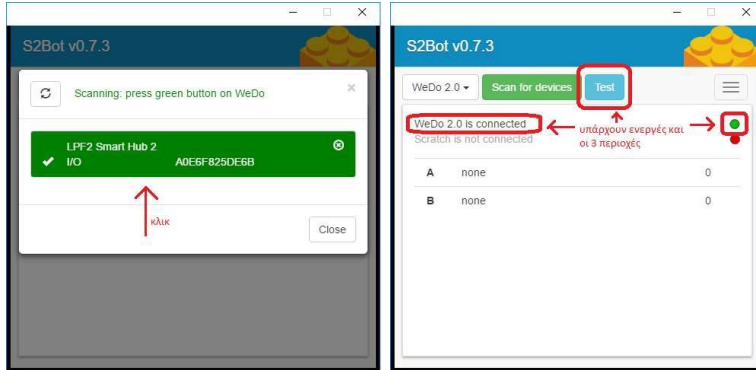 S2Bot v0.7.3
Scanning: press green button on WeDo
LPF2 Smart Hub 2
I/O A0E6F825DE6B
κλικ
Close
S2Bot v0.7.3
WeDo 2.0 Scan for devices Test
WeDo 2.0 is connected
Scratch is not connected
υπάρχουν ενεργές και
οι 3 περιοχές
A none 0
B none 0